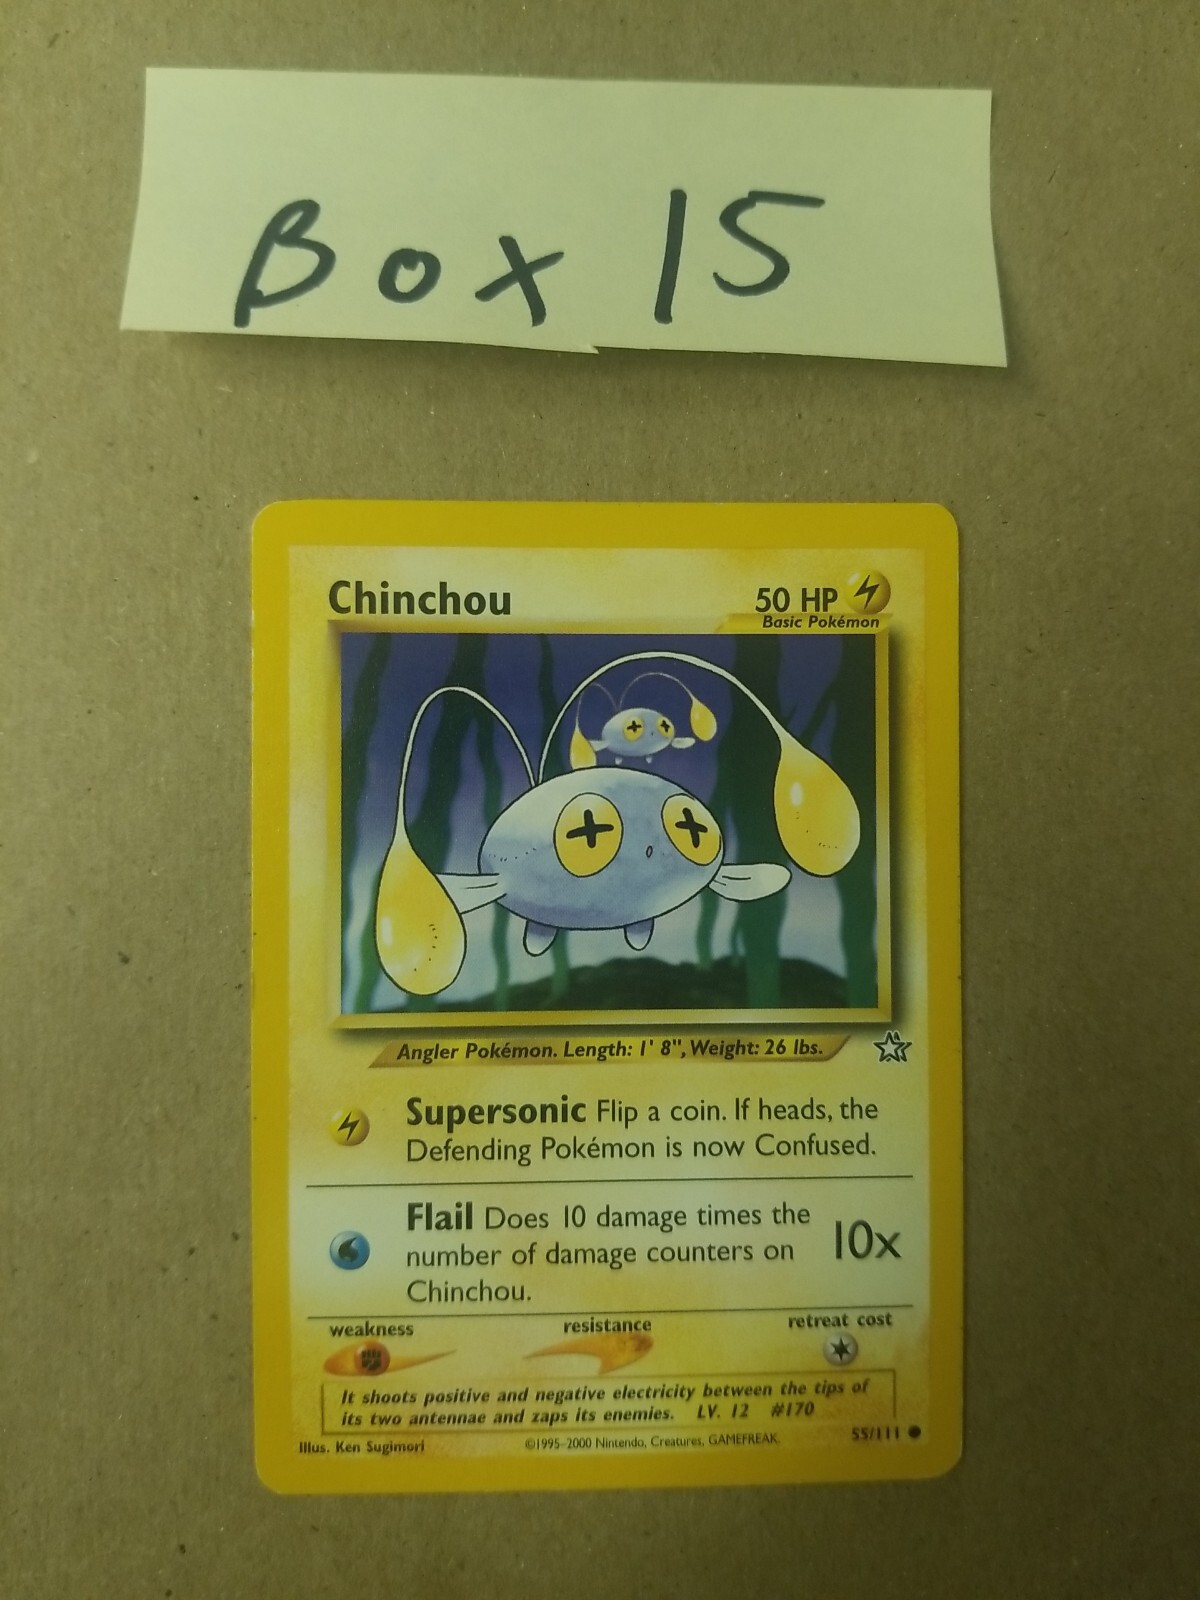 Box 15
Chinchou
50 HP
Basic Pokémon
Angler Pokémon. Length: 1' 8", Weight: 26 lbs.
Supersonic Flip a coin. If heads, the
Defending Pokémon is now Confused.
Flail Does 10 damage times the
number of damage counters on
Chinchou.
10x
weakness
resistance
retreat cost
It shoots positive and negative electricity between the tips of
its two antennae and zaps its enemies. LV. 12 #170
Illus. Ken Sugimori
©1995-2000 Nintendo, Creatures, GAMEFREAK.
55/111